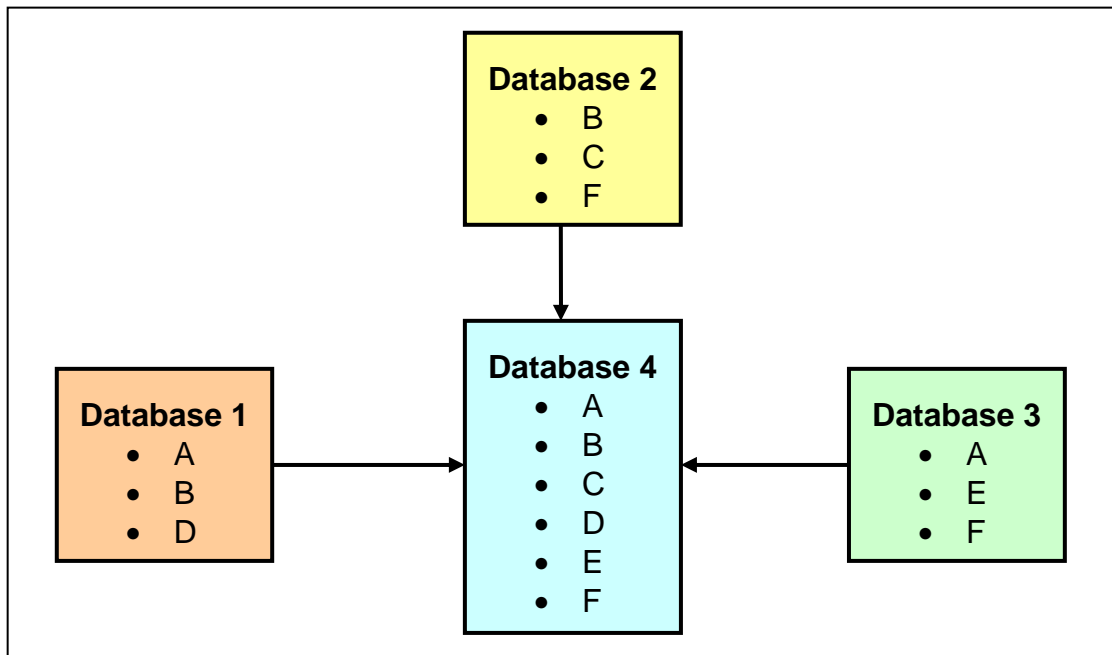 Database 2
• B
• C
• F
Database 4
• A
• B
• C
• D
• E
• F
Database 1
• A
• B
• D
Database 3
• A
• E
• F